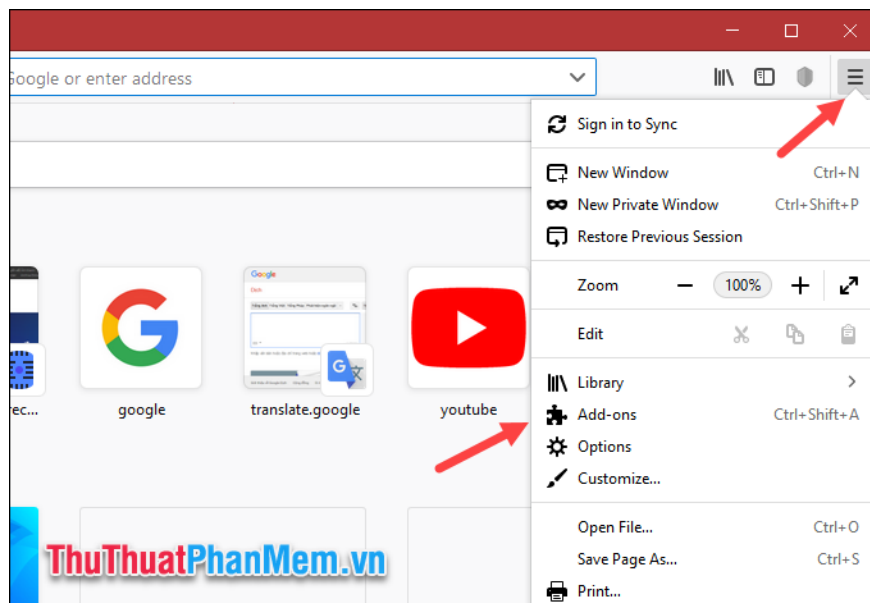 Google or enter address
Sign in to Sync
New Window Ctrl+N
New Private Window Ctrl+Shift+P
Restore Previous Session
Zoom 100%
Edit
Library
Add-ons Ctrl+Shift+A
Options
Customize...
Open File... Ctrl+O
Save Page As... Ctrl+S
Print...
Google
rec...
google
translate.google
youtube
ThuThuatPhanMem.vn